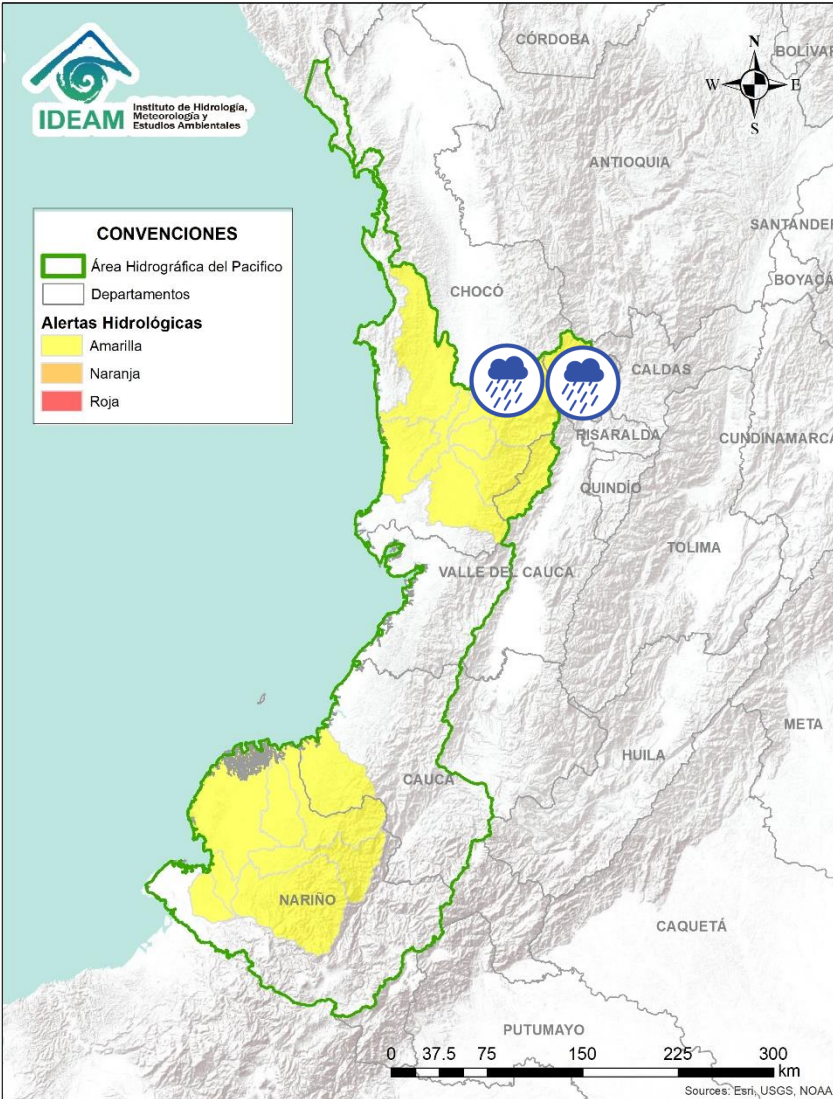 IDEAM
Instituto de Hidrología,
Meteorología y
Estudios Ambientales
CÓRDOBA
BOLÍVAR
N
W
E
S
ANTIOQUIA
SANTANDER
CONVENCIONES
Área Hidrográfica del Pacifico
Departamentos
Alertas Hidrológicas
Amarilla
Naranja
Roja
BOYACÁ
CHOCÓ
CALDAS
RISARALDA
CUNDINAMARCA
QUINDÍO
TOLIMA
VALLE DEL CAUCA
META
HUILA
CAUCA
NARIÑO
CAQUETÁ
PUTUMAYO
0 37.5 75 150 225 300
km
Sources: Esri, USGS, NOAA